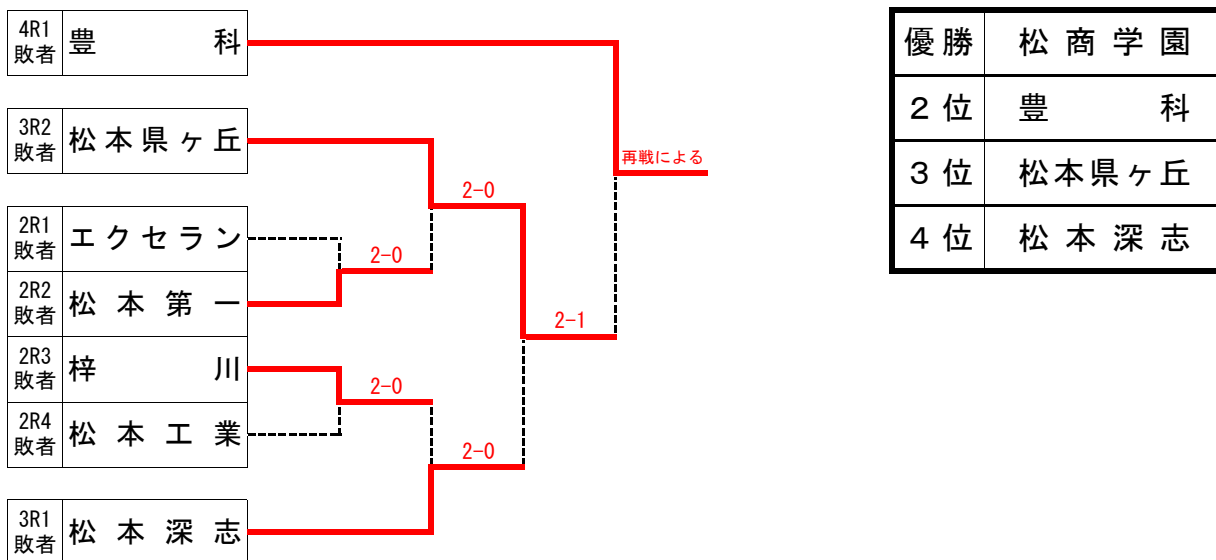 4R1
敗者
豊科
3R2
敗者
松本県ヶ丘
2R1
敗者
エクセラン
2R2
敗者
松本第一
2R3
敗者
梓川
2R4
敗者
松本工業
3R1
敗者
松本深志
2-0
2-0
2-0
2-0
2-1
再戦による
優勝 松商学園
2位 豊科
3位 松本県ヶ丘
4位 松本深志